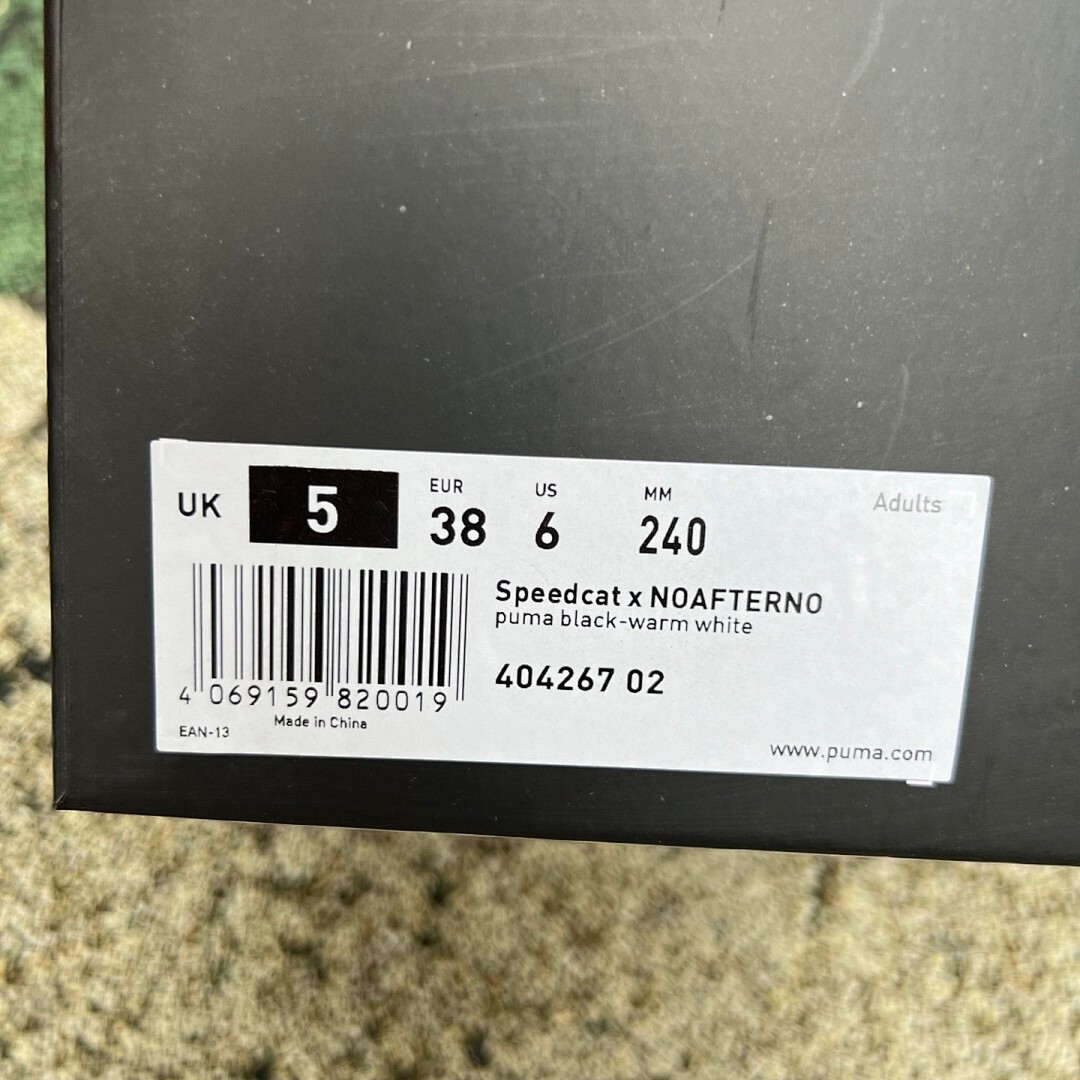 UK 5 EUR 38 US 6 MM 240 Adults
Speedcat x NOAFTERNO
puma black-warm white
404267 02
4 069159 820019
Made in China
EAN-13
www.puma.com